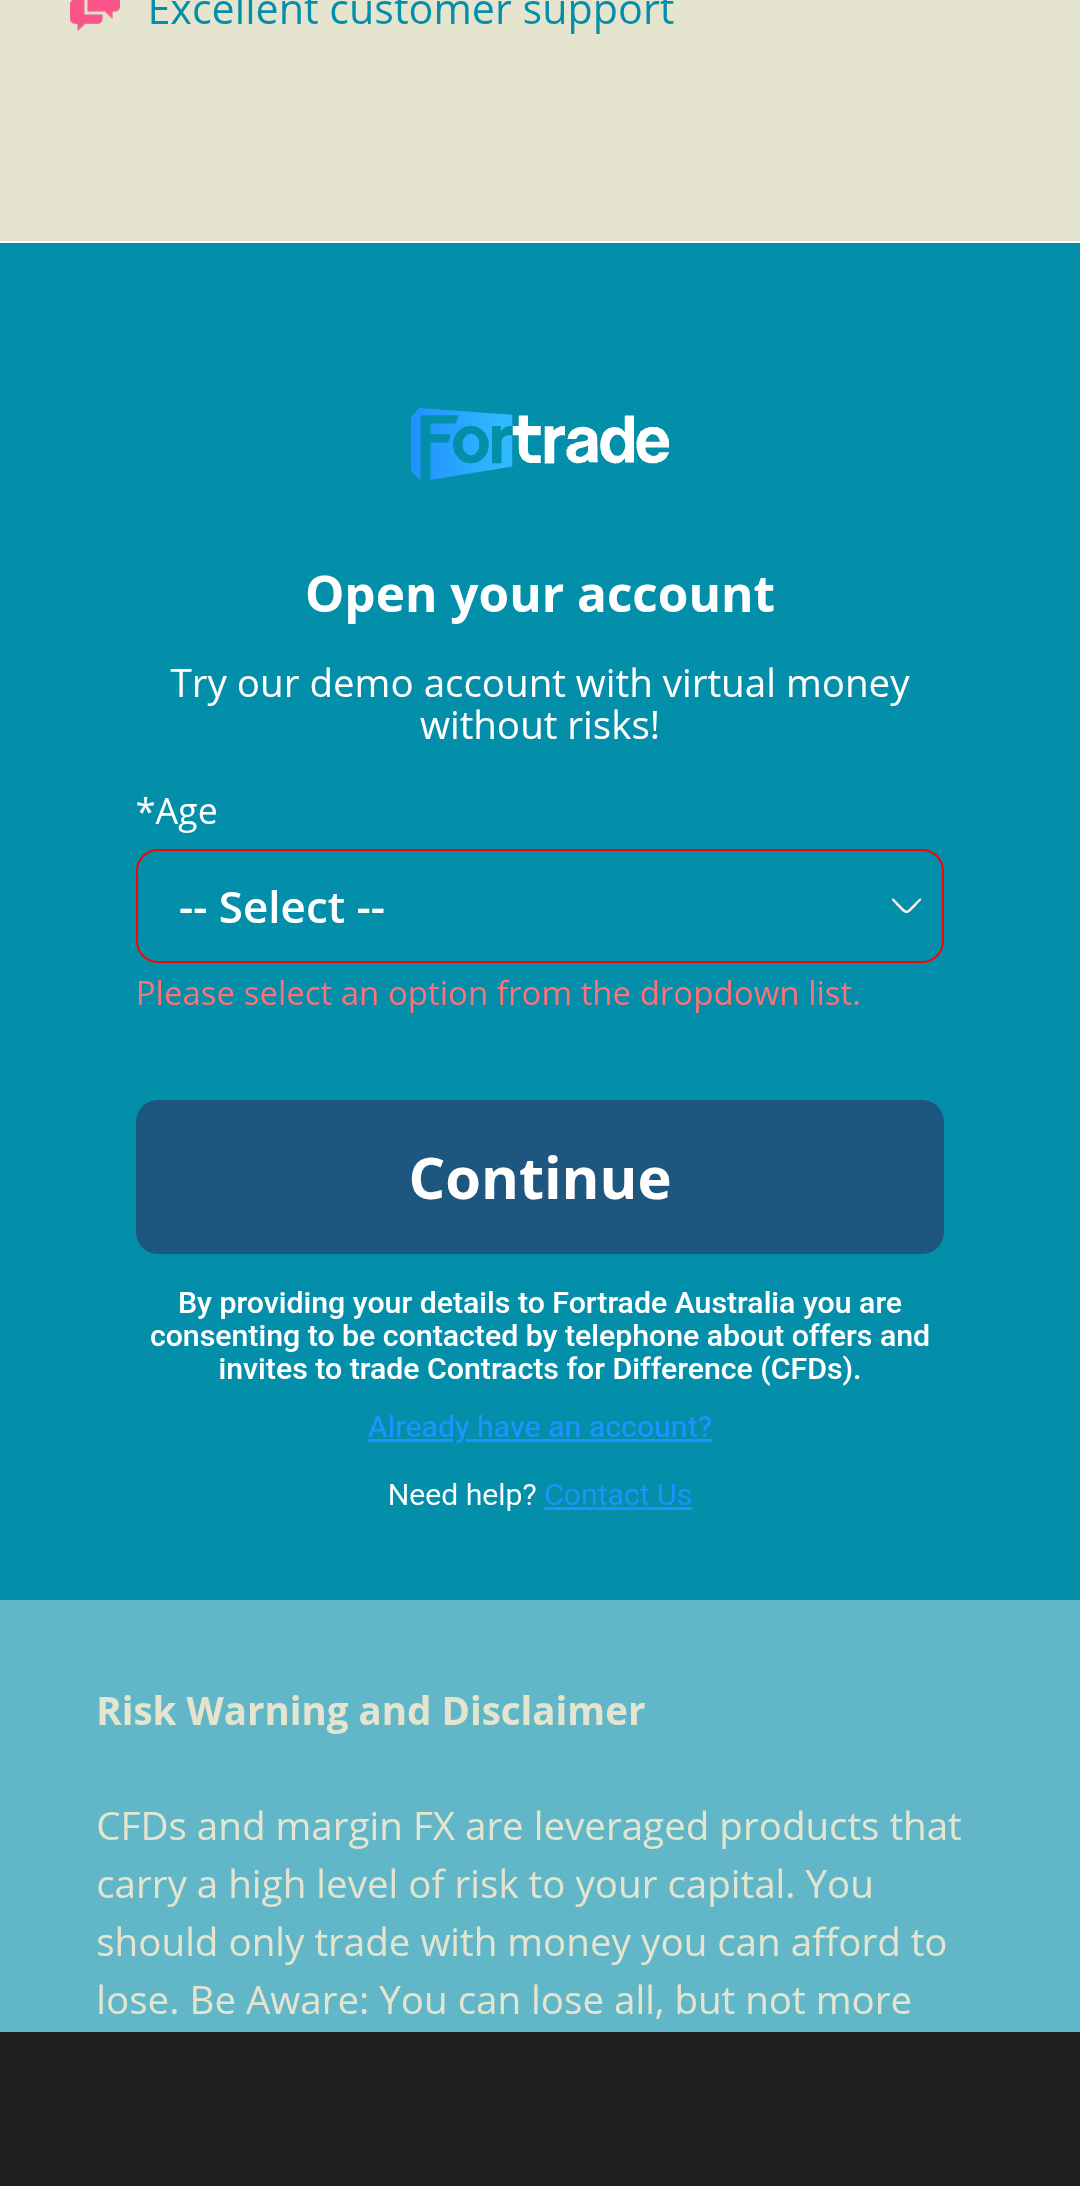 Excellent customer support
Fortrade
Open your account
Try our demo account with virtual money
without risks!
*Age
-- Select --
Please select an option from the dropdown list.
Continue
By providing your details to Fortrade Australia you are
consenting to be contacted by telephone about offers and
invites to trade Contracts for Difference (CFDs).
Already have an account?
Need help? Contact Us
Risk Warning and Disclaimer
CFDs and margin FX are leveraged products that
carry a high level of risk to your capital. You
should only trade with money you can afford to
lose. Be Aware: You can lose all, but not more